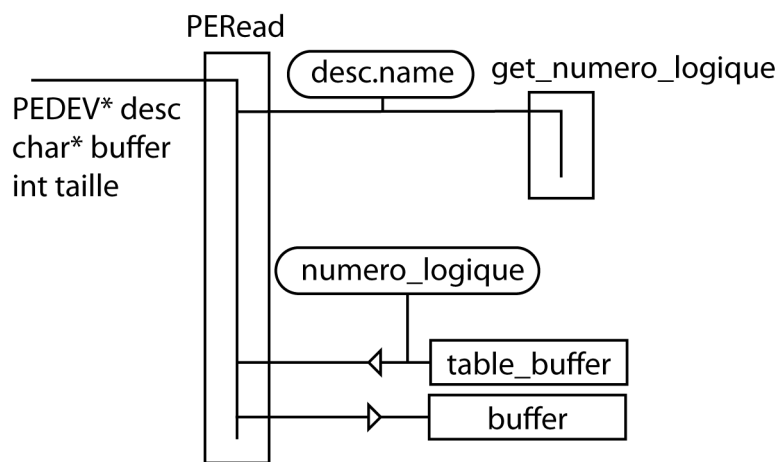 PERead
desc.name
get_numero_logique
PEDEV* desc
char* buffer
int taille
numero_logique
table_buffer
buffer